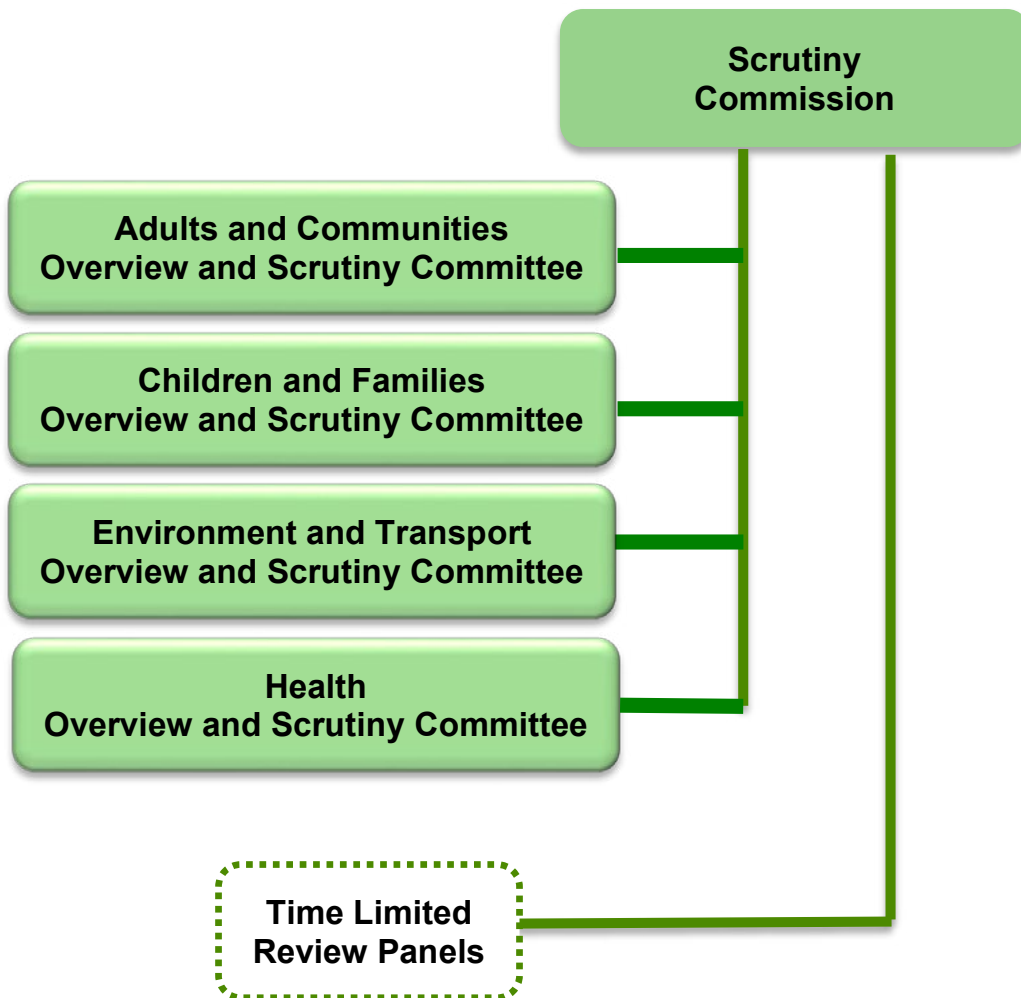 Scrutiny
Commission
Adults and Communities
Overview and Scrutiny Committee
Children and Families
Overview and Scrutiny Committee
Environment and Transport
Overview and Scrutiny Committee
Health
Overview and Scrutiny Committee
Time Limited
Review Panels